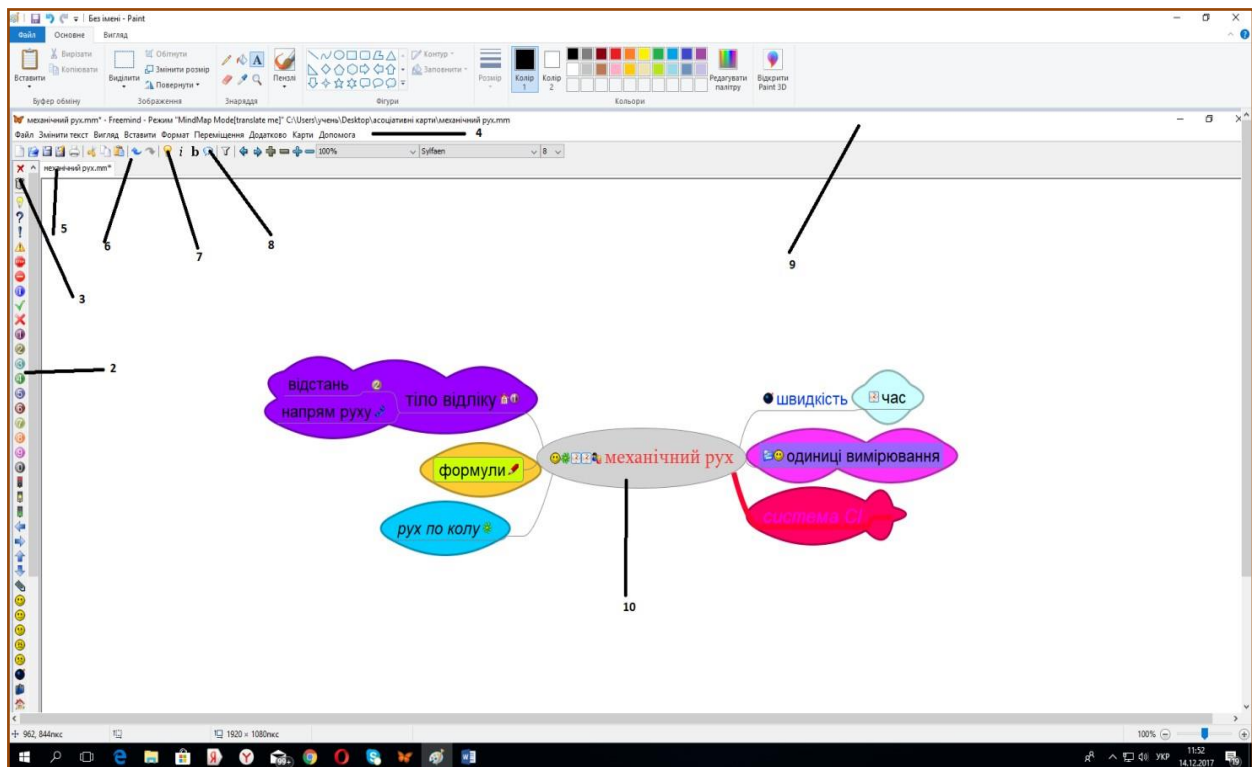 Без імені - Paint
Файл Основне Вигляд
Вставити
Вирізати
Копіювати
Буфер обміну
Виділити
Обітнути
Змінити розмір
Повернути
Зображення
Знаряддя
Пензлі
Контур
Заповнити
Фігури
Розмір
Колір 1
Колір 2
Редагувати палітру
Відкрити Paint 3D
Кольори
механічний рух.mm* - Freemind - Режим "MindMap Mode[translate me]" C:\Users\учень\Desktop\асоціативні карти\механічний рух.mm
Файл Змінити текст Вигляд Вставити Формат Переміщення Додатково Карти Допомога
4
100% Sylfaen 8
механічний рух.mm*
5
6
7
8
9
3
2
відстань
тіло відліку
напрям руху
швидкість
час
механічний рух
одиниці вимірювання
формули
рух по колу
система СІ
10
962, 844пкс
1920 × 1080пкс
100%
99+
УКР
11:52
14.12.2017
19